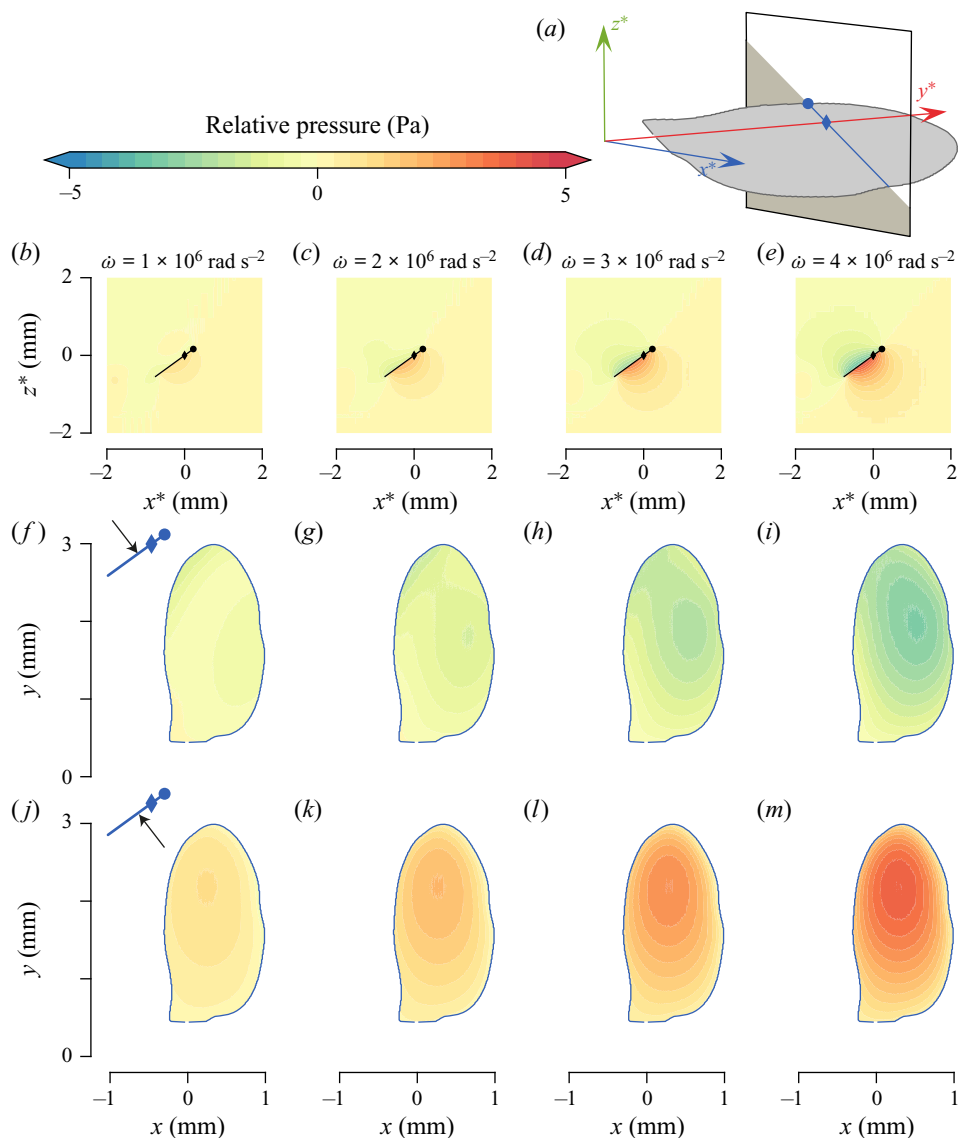 (a)
z*
y*
x*
Relative pressure (Pa)
–5 0 5
(b) (c) (d) (e)
ω̇ = 1 × 10⁶ rad s⁻² ω̇ = 2 × 10⁶ rad s⁻² ω̇ = 3 × 10⁶ rad s⁻² ω̇ = 4 × 10⁶ rad s⁻²
2
z* (mm) 0
–2
–2 0 2 –2 0 2 –2 0 2 –2 0 2
x* (mm) x* (mm) x* (mm) x* (mm)
(f) (g) (h) (i)
3
y (mm)
0
(j) (k) (l) (m)
3
y (mm)
0
–1 0 1 –1 0 1 –1 0 1 –1 0 1
x (mm) x (mm) x (mm) x (mm)